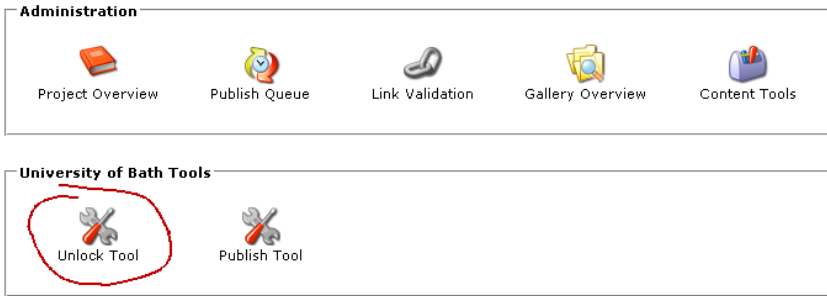 Administration
Project Overview Publish Queue Link Validation Gallery Overview Content Tools
University of Bath Tools
Unlock Tool Publish Tool